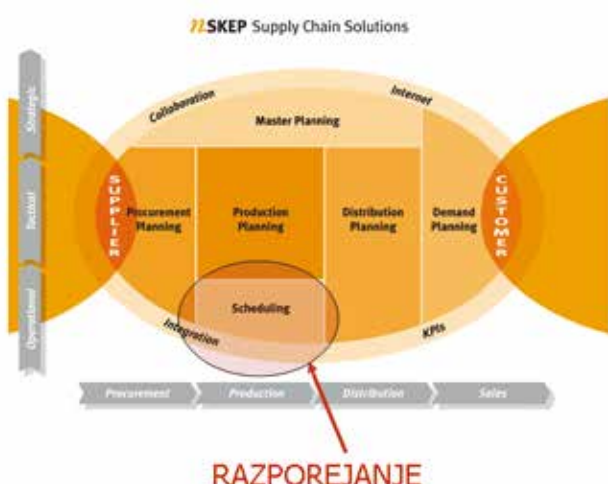 nSKEP Supply Chain Solutions
Strategic
Tactical
Operational
Collaboration
Internet
Master Planning
SUPPLIER
CUSTOMER
Procurement
Planning
Production
Planning
Distribution
Planning
Demand
Planning
Scheduling
Integration
KPIs
Procurement
Production
Distribution
Sales
RAZPOREJANJE